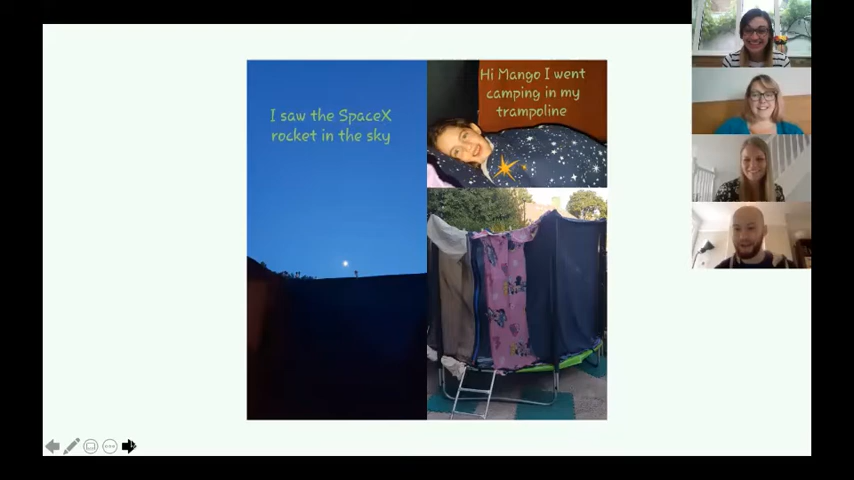 I saw the SpaceX
rocket in the sky
Hi Mango I went
camping in my
trampoline